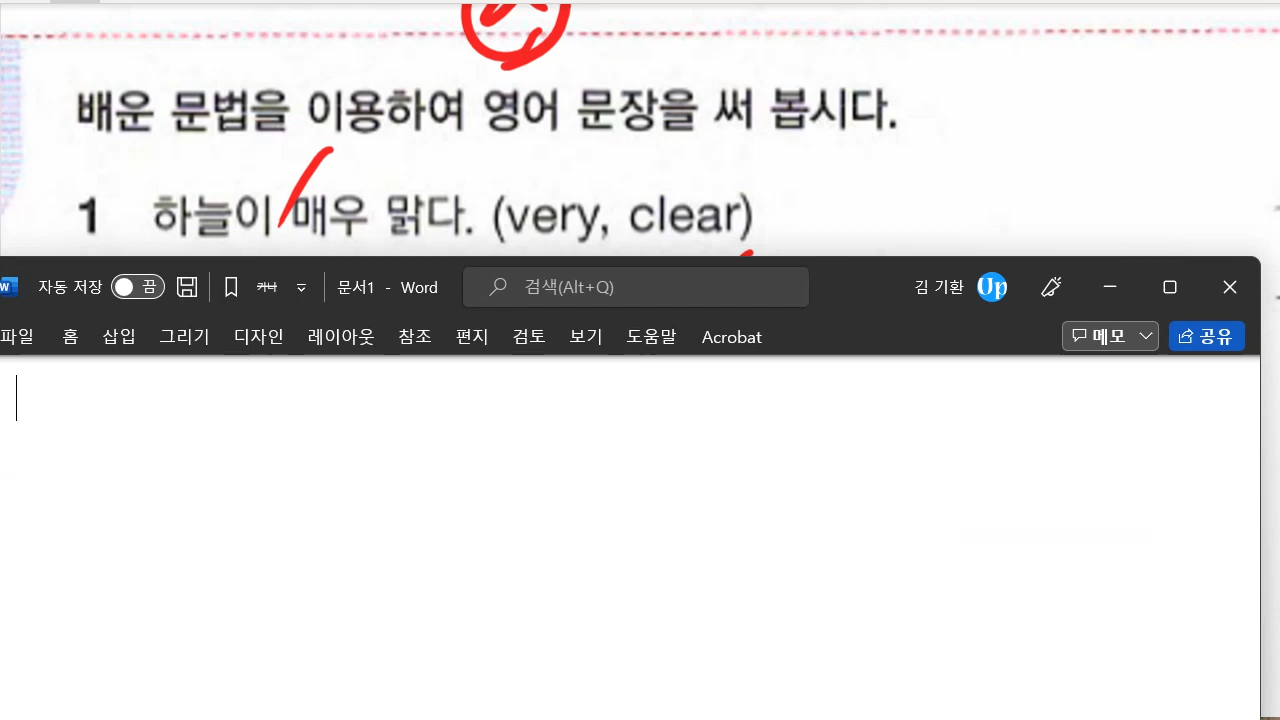 배운 문법을 이용하여 영어 문장을 써 봅시다.
1 하늘이 매우 맑다. (very, clear)
자동 저장 끔 가나 문서1 - Word 검색(Alt+Q) 김 기환 Up
파일 홈 삽입 그리기 디자인 레이아웃 참조 편지 검토 보기 도움말 Acrobat 메모 공유